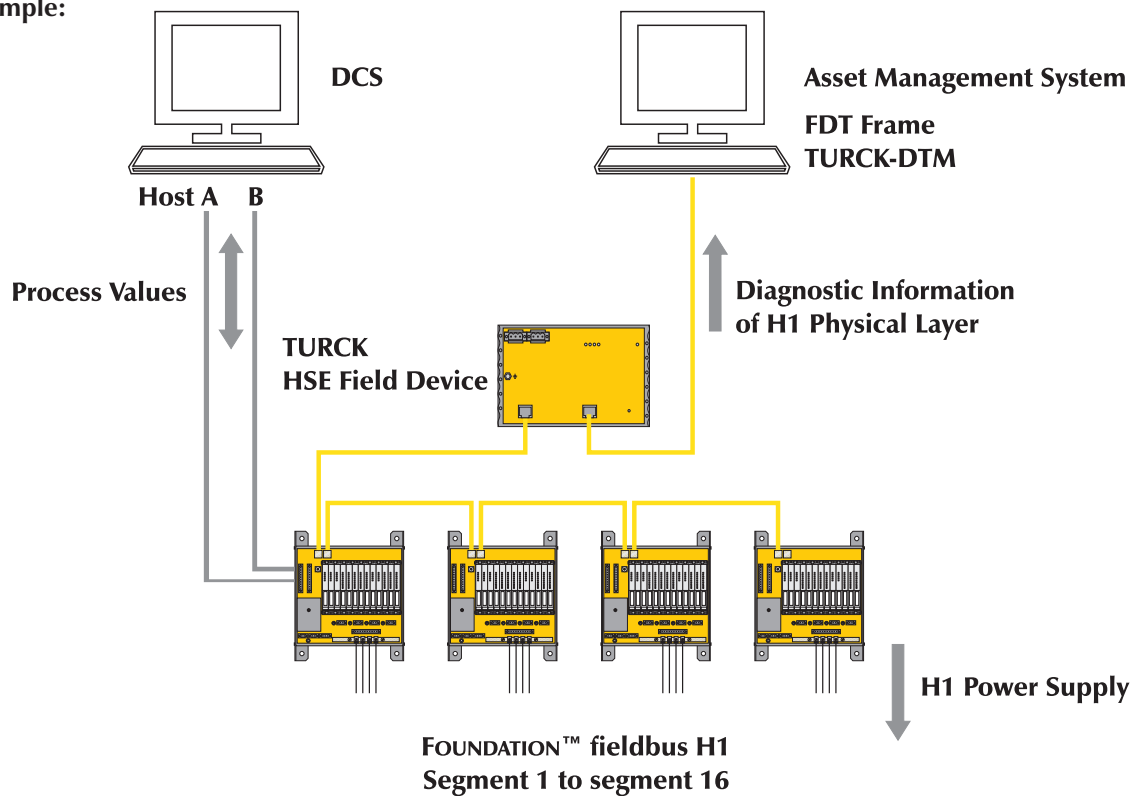 mple:
DCS
Asset Management System
FDT Frame
TURCK-DTM
Host A B
Process Values
Diagnostic Information
of H1 Physical Layer
TURCK
HSE Field Device
H1 Power Supply
FOUNDATION™ fieldbus H1
Segment 1 to segment 16